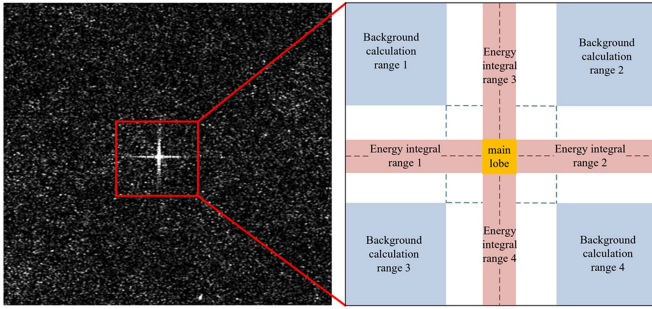 Background
calculation
range 1
Energy
integral
range 3
Background
calculation
range 2
Energy integral
range 1
main
lobe
Energy integral
range 2
Background
calculation
range 3
Energy
integral
range 4
Background
calculation
range 4